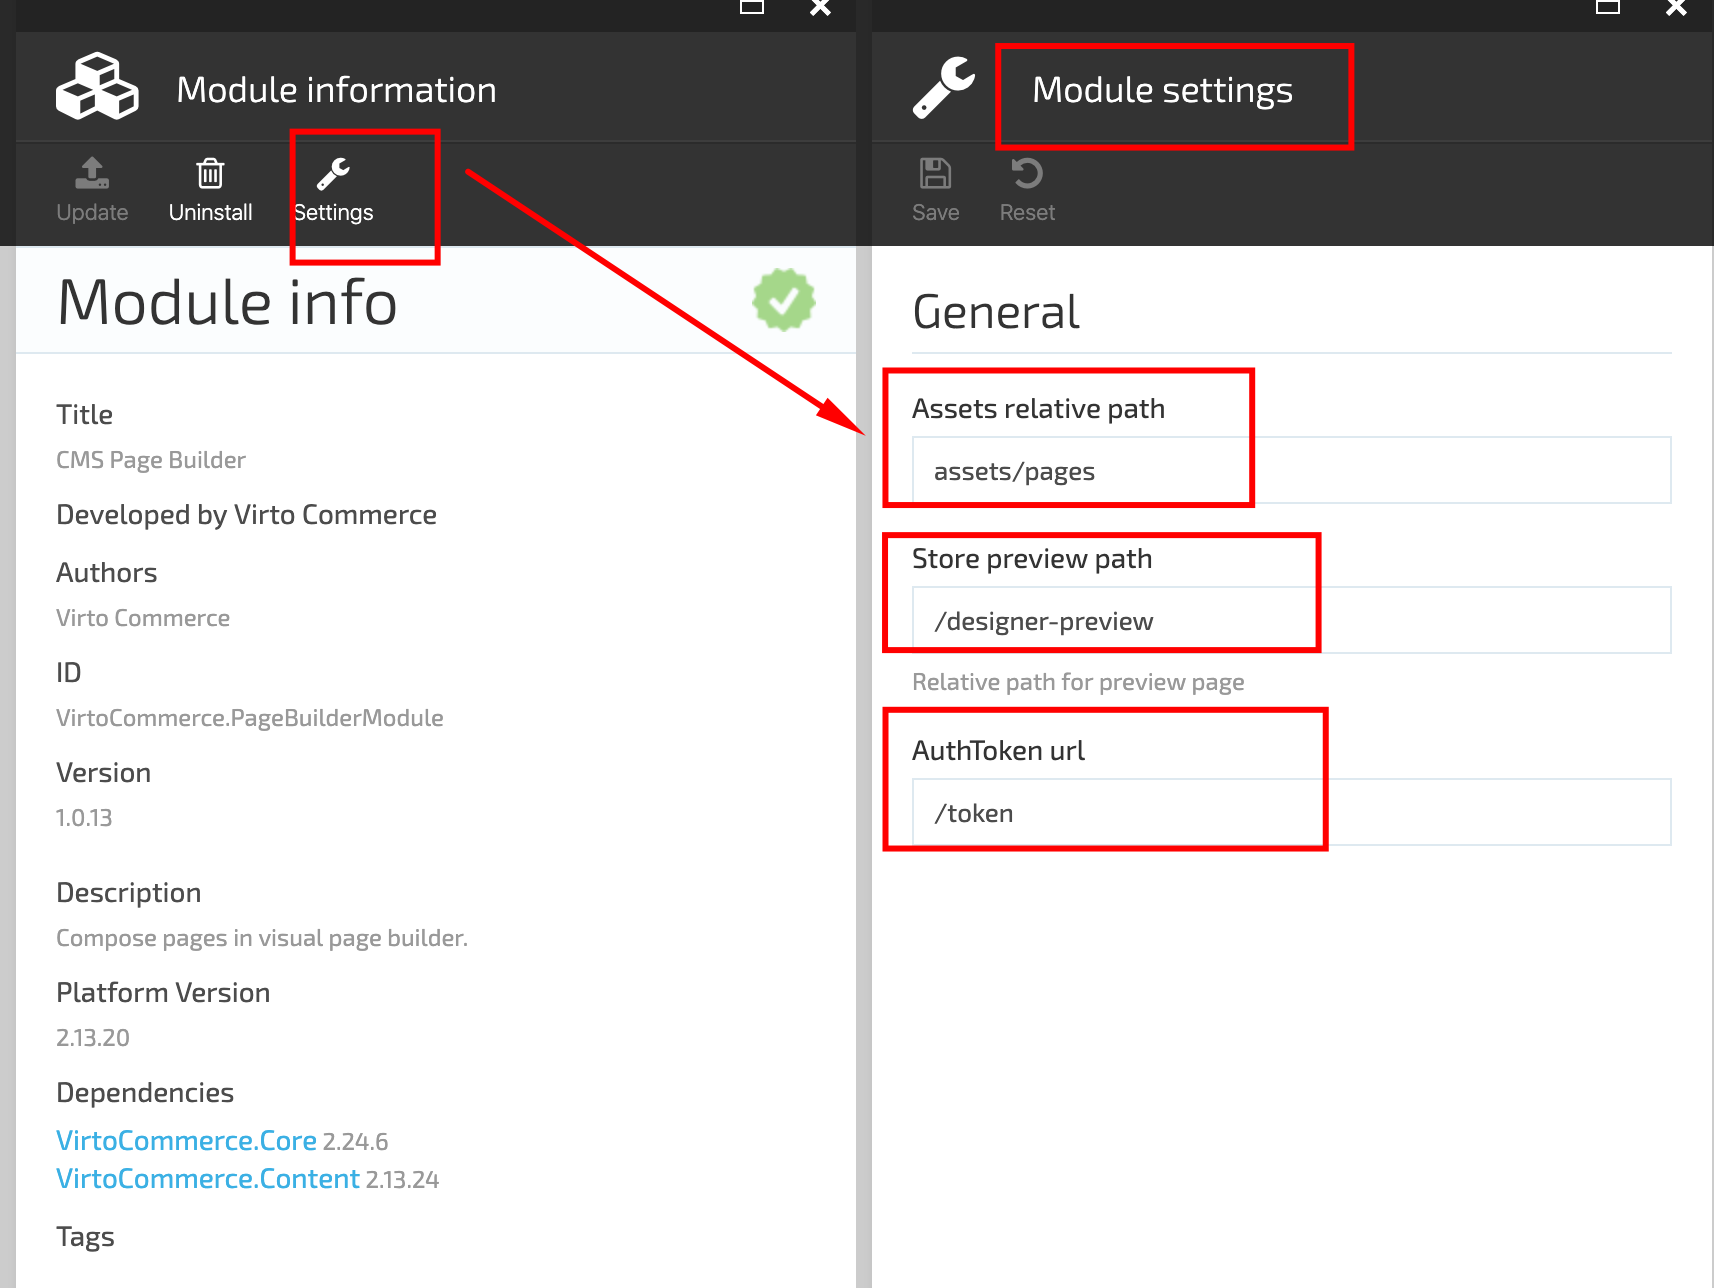 Module information
Update
Uninstall
Settings
Module info
Title
CMS Page Builder
Developed by Virto Commerce
Authors
Virto Commerce
ID
VirtoCommerce.PageBuilderModule
Version
1.0.13
Description
Compose pages in visual page builder.
Platform Version
2.13.20
Dependencies
VirtoCommerce.Core 2.24.6
VirtoCommerce.Content 2.13.24
Tags
Module settings
Save
Reset
General
Assets relative path
assets/pages
Store preview path
/designer-preview
Relative path for preview page
AuthToken url
/token